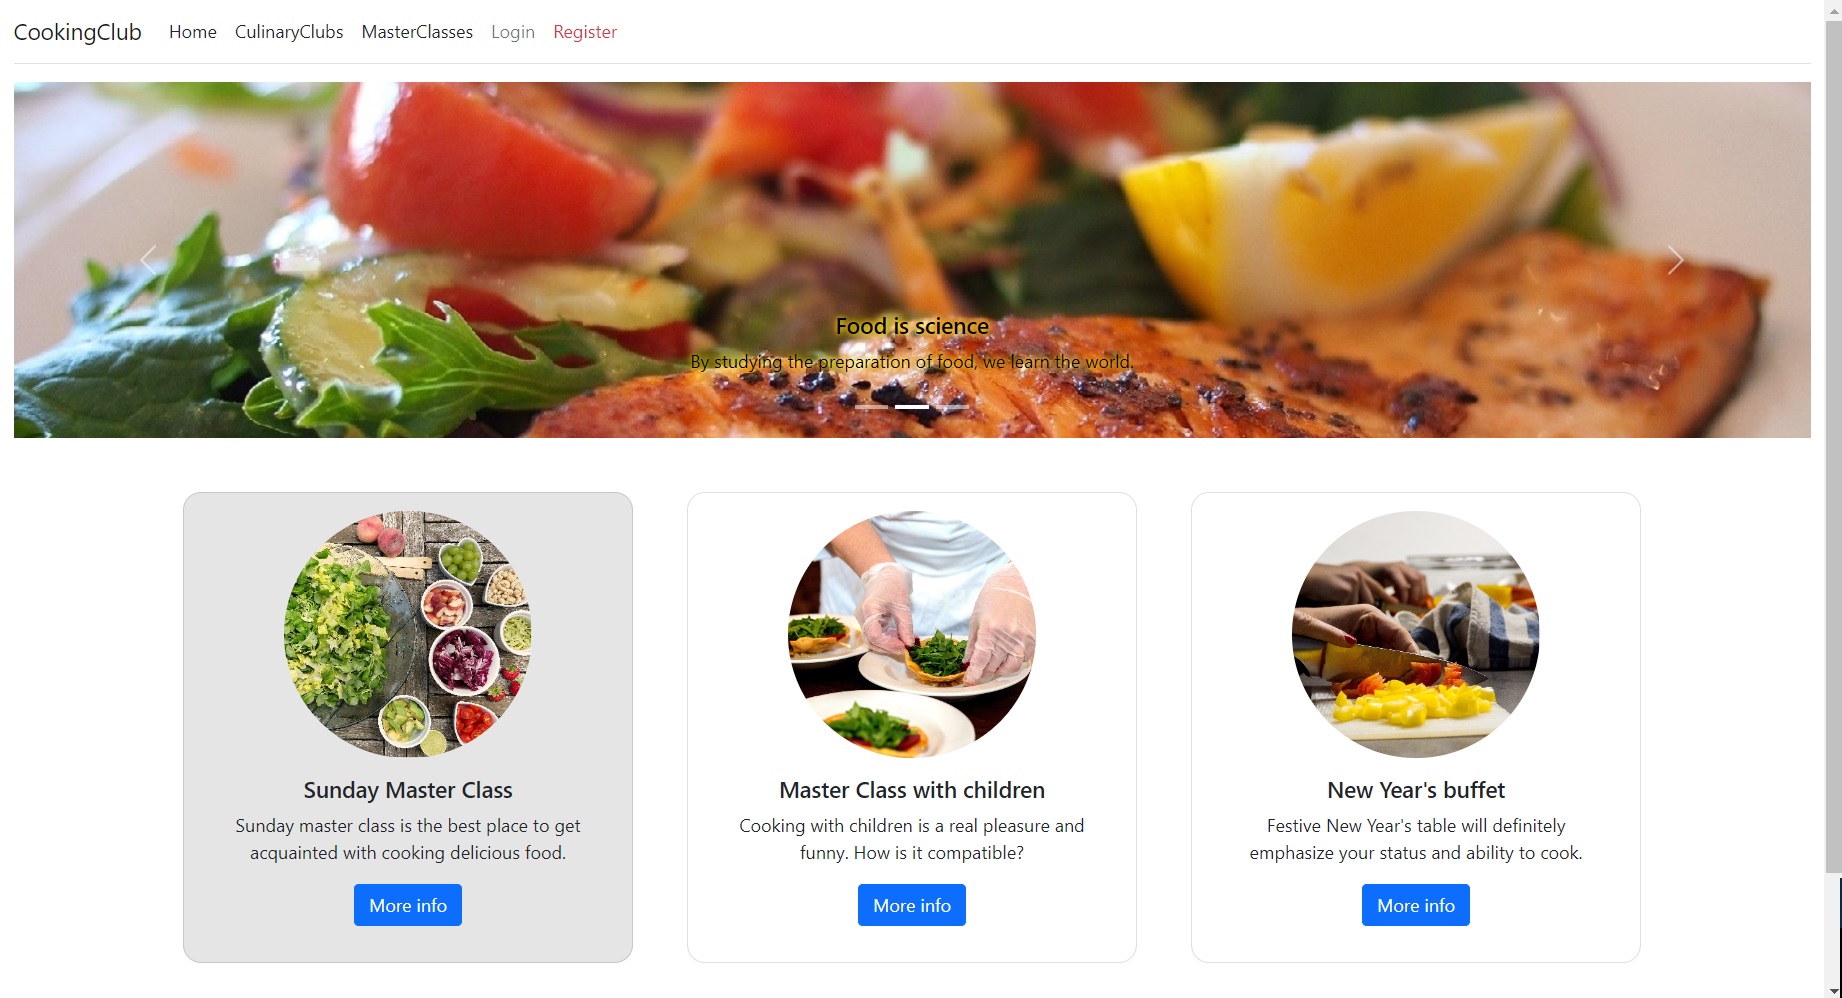 CookingClub Home CulinaryClubs MasterClasses Login Register
Food is science
By studying the preparation of food, we learn the world.
Sunday Master Class
Sunday master class is the best place to get
acquainted with cooking delicious food.
More info
Master Class with children
Cooking with children is a real pleasure and
funny. How is it compatible?
More info
New Year's buffet
Festive New Year's table will definitely
emphasize your status and ability to cook.
More info